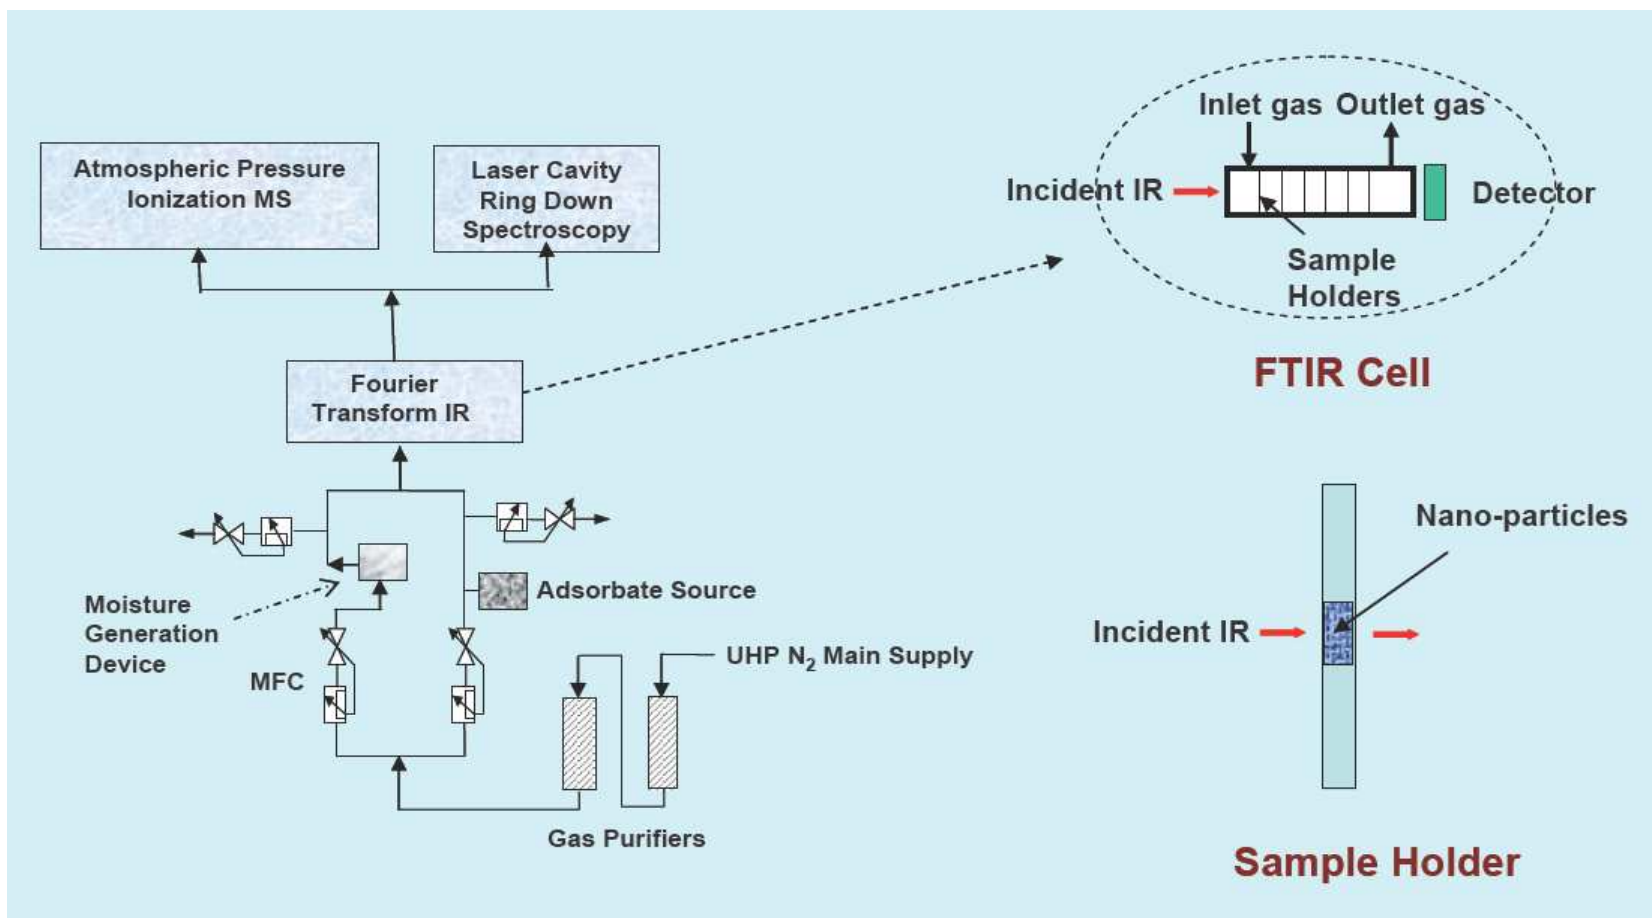 Atmospheric Pressure
Ionization MS
Laser Cavity
Ring Down
Spectroscopy
Fourier
Transform IR
Moisture
Generation
Device
MFC
Adsorbate Source
UHP N₂ Main Supply
Gas Purifiers
Inlet gas Outlet gas
Incident IR
Detector
Sample
Holders
FTIR Cell
Nano-particles
Incident IR
Sample Holder